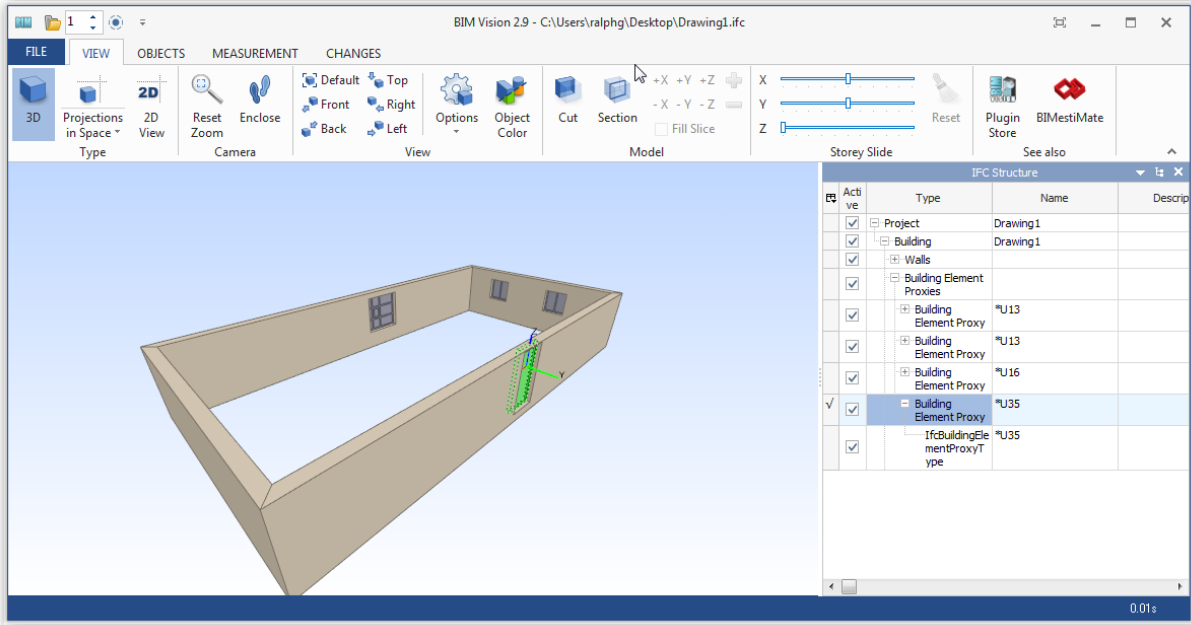 1
BIM Vision 2.9 - C:\Users\ralphg\Desktop\Drawing1.ifc
FILE VIEW OBJECTS MEASUREMENT CHANGES
3D
Projections
in Space
2D
2D
View
Type
Reset
Zoom
Enclose
Camera
Default Top
Front Right
Back Left
Options
Object
Color
View
Cut
Section
+X +Y +Z
-X -Y -Z
Fill Slice
Model
X
Y
Z
Reset
Storey Slide
Plugin
Store
BIMestiMate
See also
IFC Structure
Acti
ve
Type Name Descrip
Project Drawing1
Building Drawing1
Walls
Building Element
Proxies
Building *U13
Element Proxy
Building *U13
Element Proxy
Building *U16
Element Proxy
Building *U35
Element Proxy
IfcBuildingEle *U35
mentProxyT
ype
Z
Y
0.01s